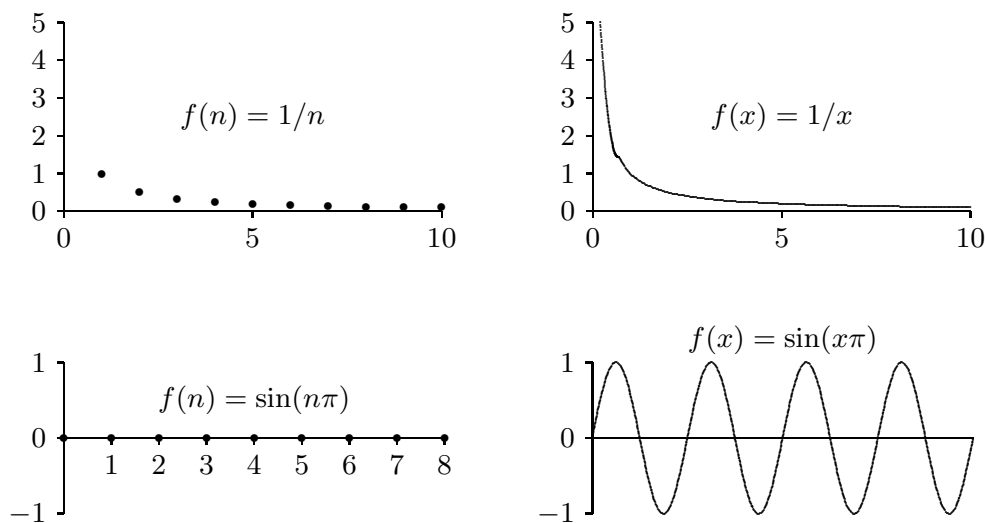 5
4
3
2
1
0
0 5 10
f(n) = 1/n
5
4
3
2
1
0
0 5 10
f(x) = 1/x
1
0
−1
f(n) = sin(nπ)
1 2 3 4 5 6 7 8
f(x) = sin(xπ)
1
0
−1